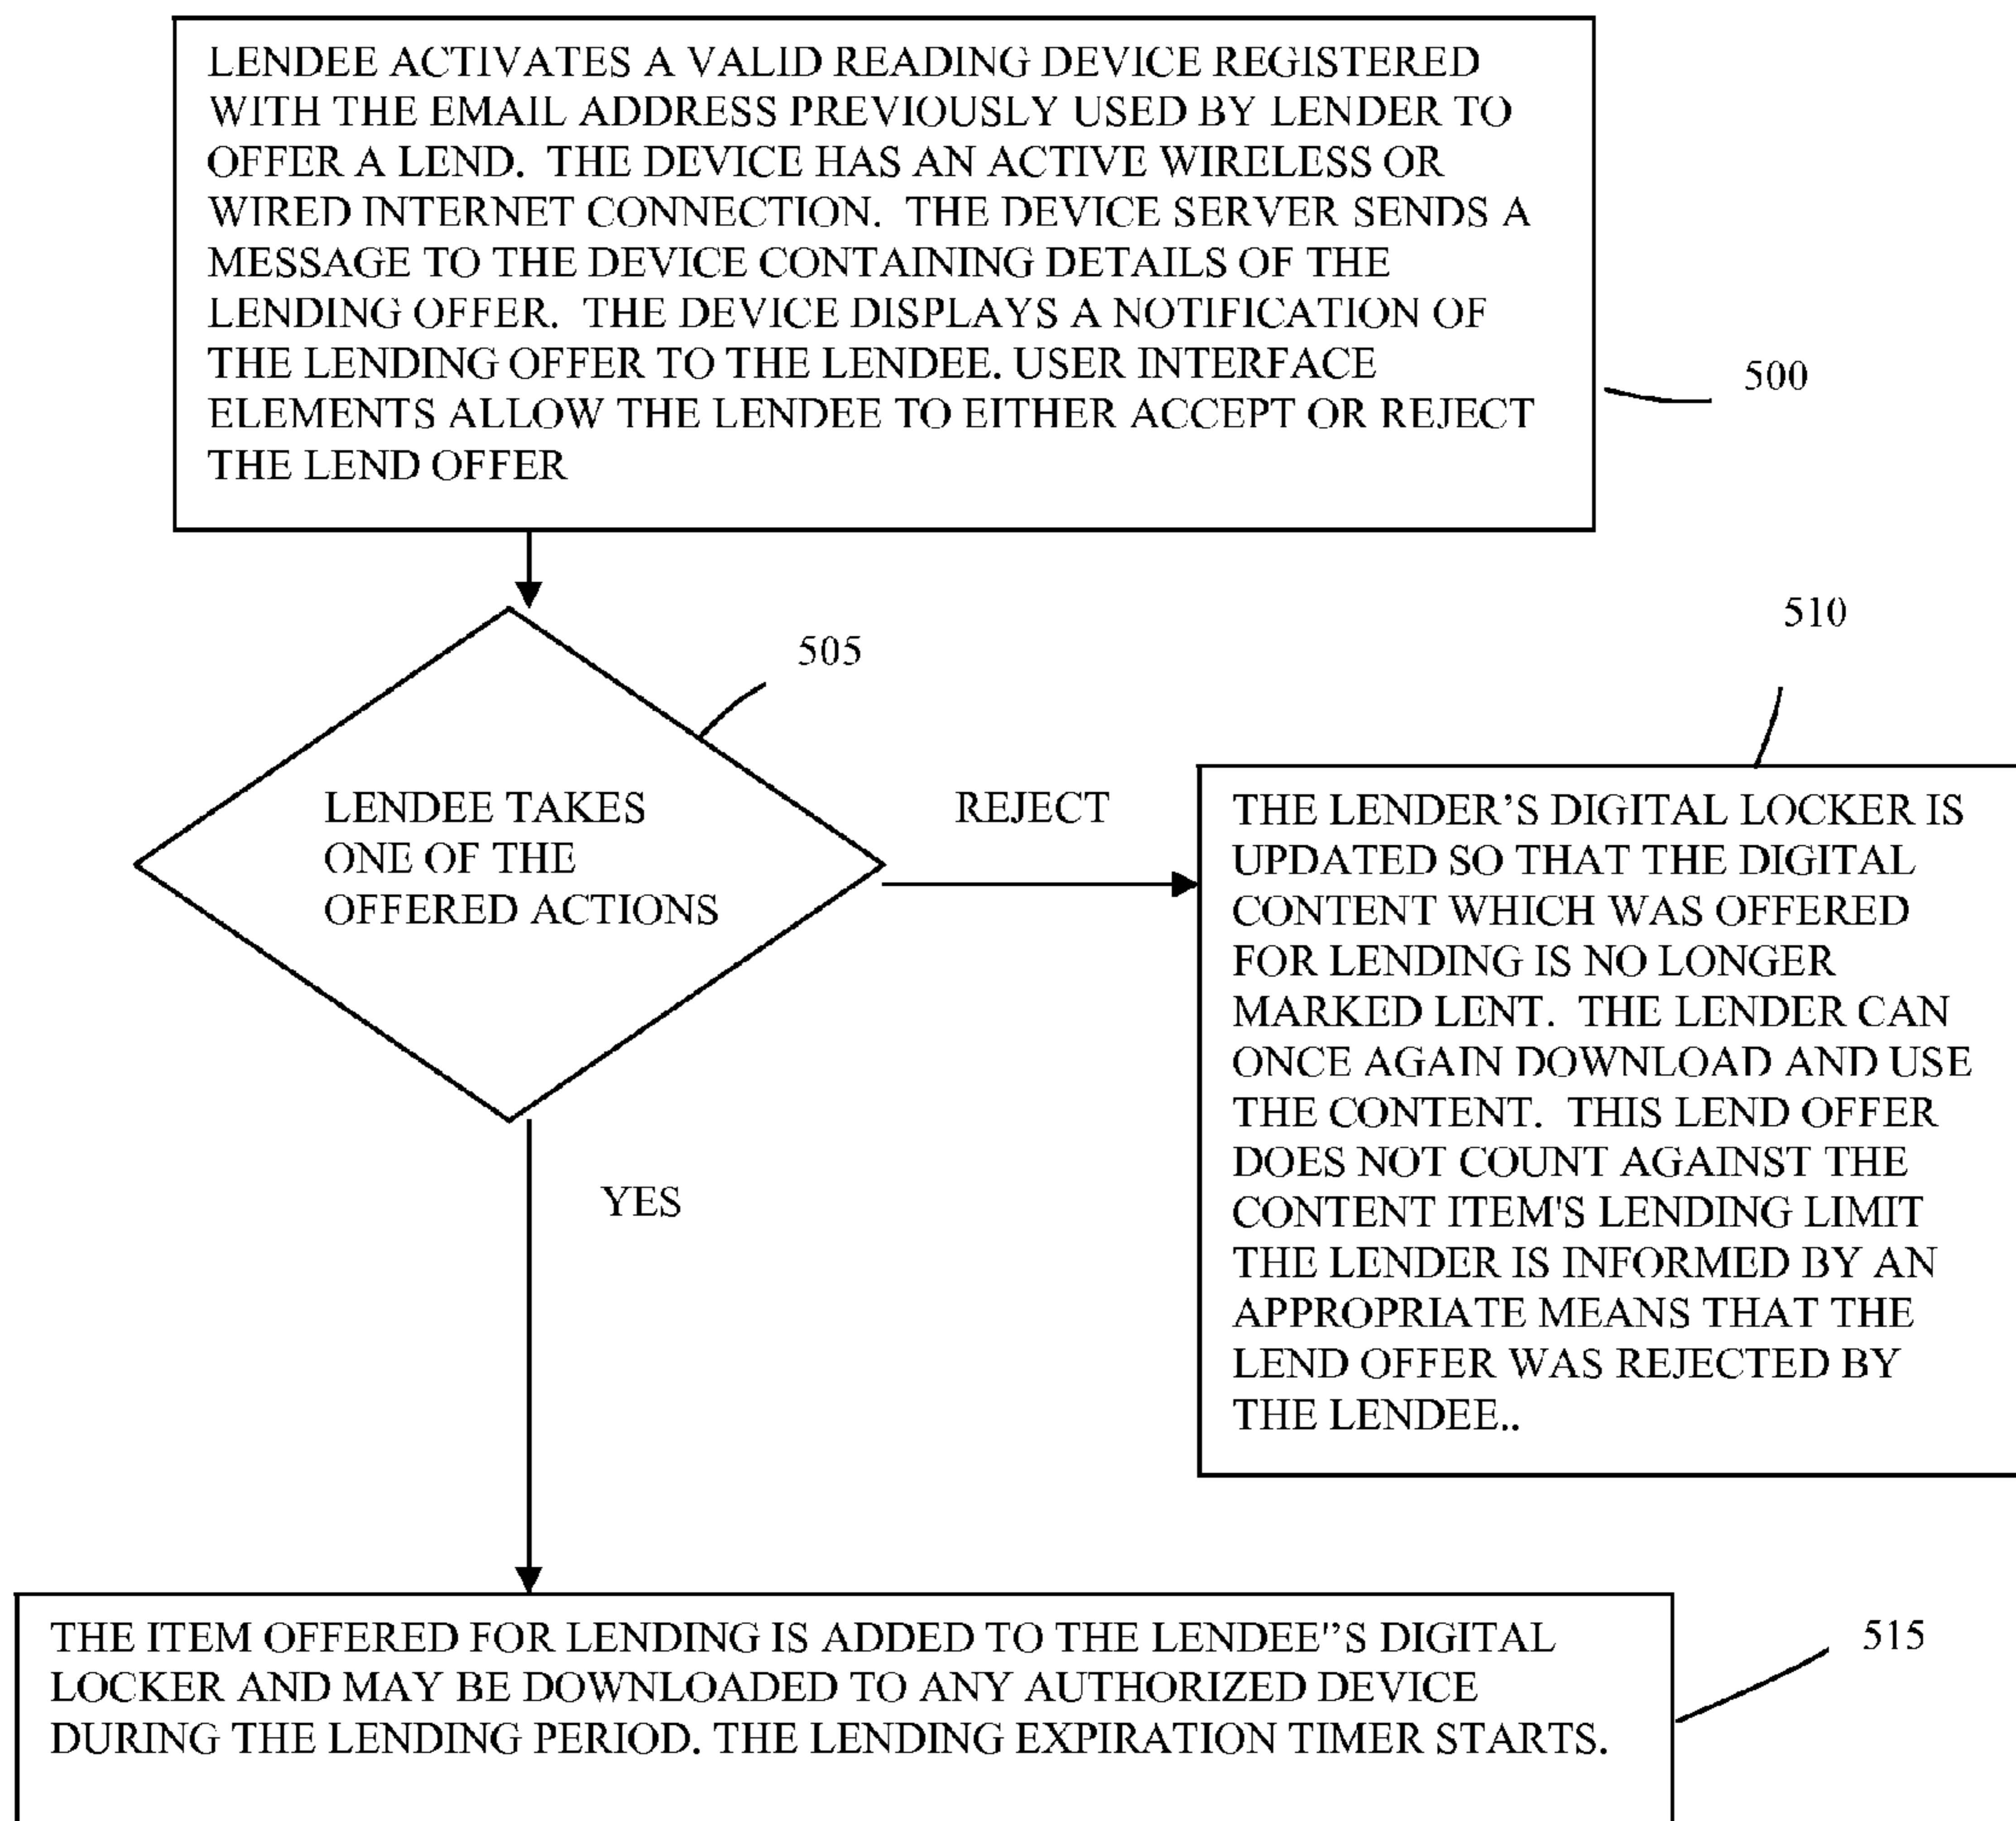 LENDEE ACTIVATES A VALID READING DEVICE REGISTERED
WITH THE EMAIL ADDRESS PREVIOUSLY USED BY LENDER TO
OFFER A LEND. THE DEVICE HAS AN ACTIVE WIRELESS OR
WIRED INTERNET CONNECTION. THE DEVICE SERVER SENDS A
MESSAGE TO THE DEVICE CONTAINING DETAILS OF THE
LENDING OFFER. THE DEVICE DISPLAYS A NOTIFICATION OF
THE LENDING OFFER TO THE LENDEE. USER INTERFACE
ELEMENTS ALLOW THE LENDEE TO EITHER ACCEPT OR REJECT
THE LEND OFFER
500
505
LENDEE TAKES
ONE OF THE
OFFERED ACTIONS
REJECT
510
THE LENDER’S DIGITAL LOCKER IS
UPDATED SO THAT THE DIGITAL
CONTENT WHICH WAS OFFERED
FOR LENDING IS NO LONGER
MARKED LENT. THE LENDER CAN
ONCE AGAIN DOWNLOAD AND USE
THE CONTENT. THIS LEND OFFER
DOES NOT COUNT AGAINST THE
CONTENT ITEM'S LENDING LIMIT
THE LENDER IS INFORMED BY AN
APPROPRIATE MEANS THAT THE
LEND OFFER WAS REJECTED BY
THE LENDEE..
YES
THE ITEM OFFERED FOR LENDING IS ADDED TO THE LENDEE”S DIGITAL
LOCKER AND MAY BE DOWNLOADED TO ANY AUTHORIZED DEVICE
DURING THE LENDING PERIOD. THE LENDING EXPIRATION TIMER STARTS.
515